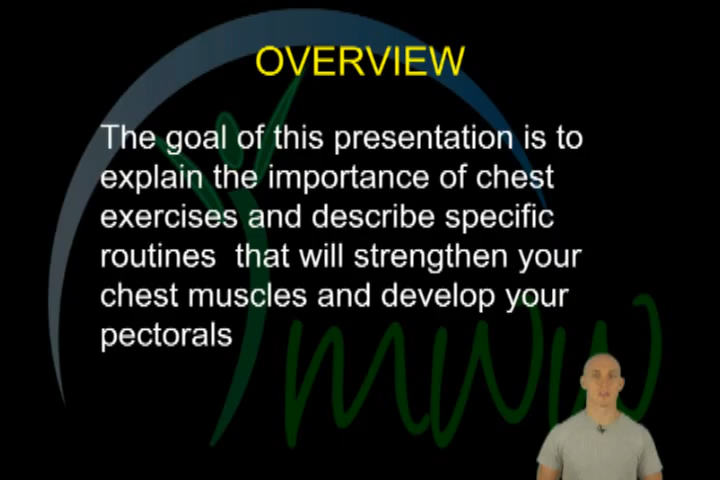 OVERVIEW
The goal of this presentation is to
explain the importance of chest
exercises and describe specific
routines  that will strengthen your
chest muscles and develop your
pectorals
mww